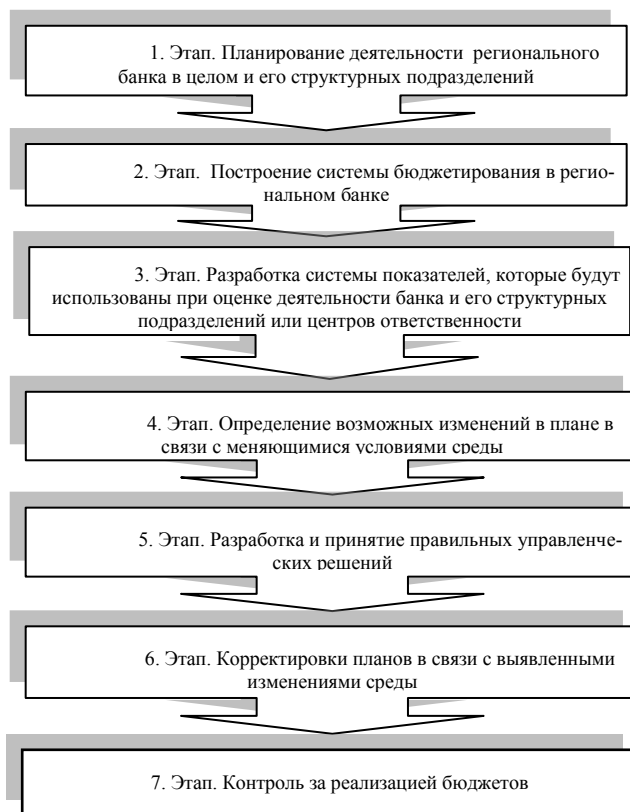 1. Этап. Планирование деятельности регионального
банка в целом и его структурных подразделений
2. Этап. Построение системы бюджетирования в регио-
нальном банке
3. Этап. Разработка системы показателей, которые будут
использованы при оценке деятельности банка и его структурных
подразделений или центров ответственности
4. Этап. Определение возможных изменений в плане в
связи с меняющимися условиями среды
5. Этап. Разработка и принятие правильных управленче-
ских решений
6. Этап. Корректировки планов в связи с выявленными
изменениями среды
7. Этап. Контроль за реализацией бюджетов